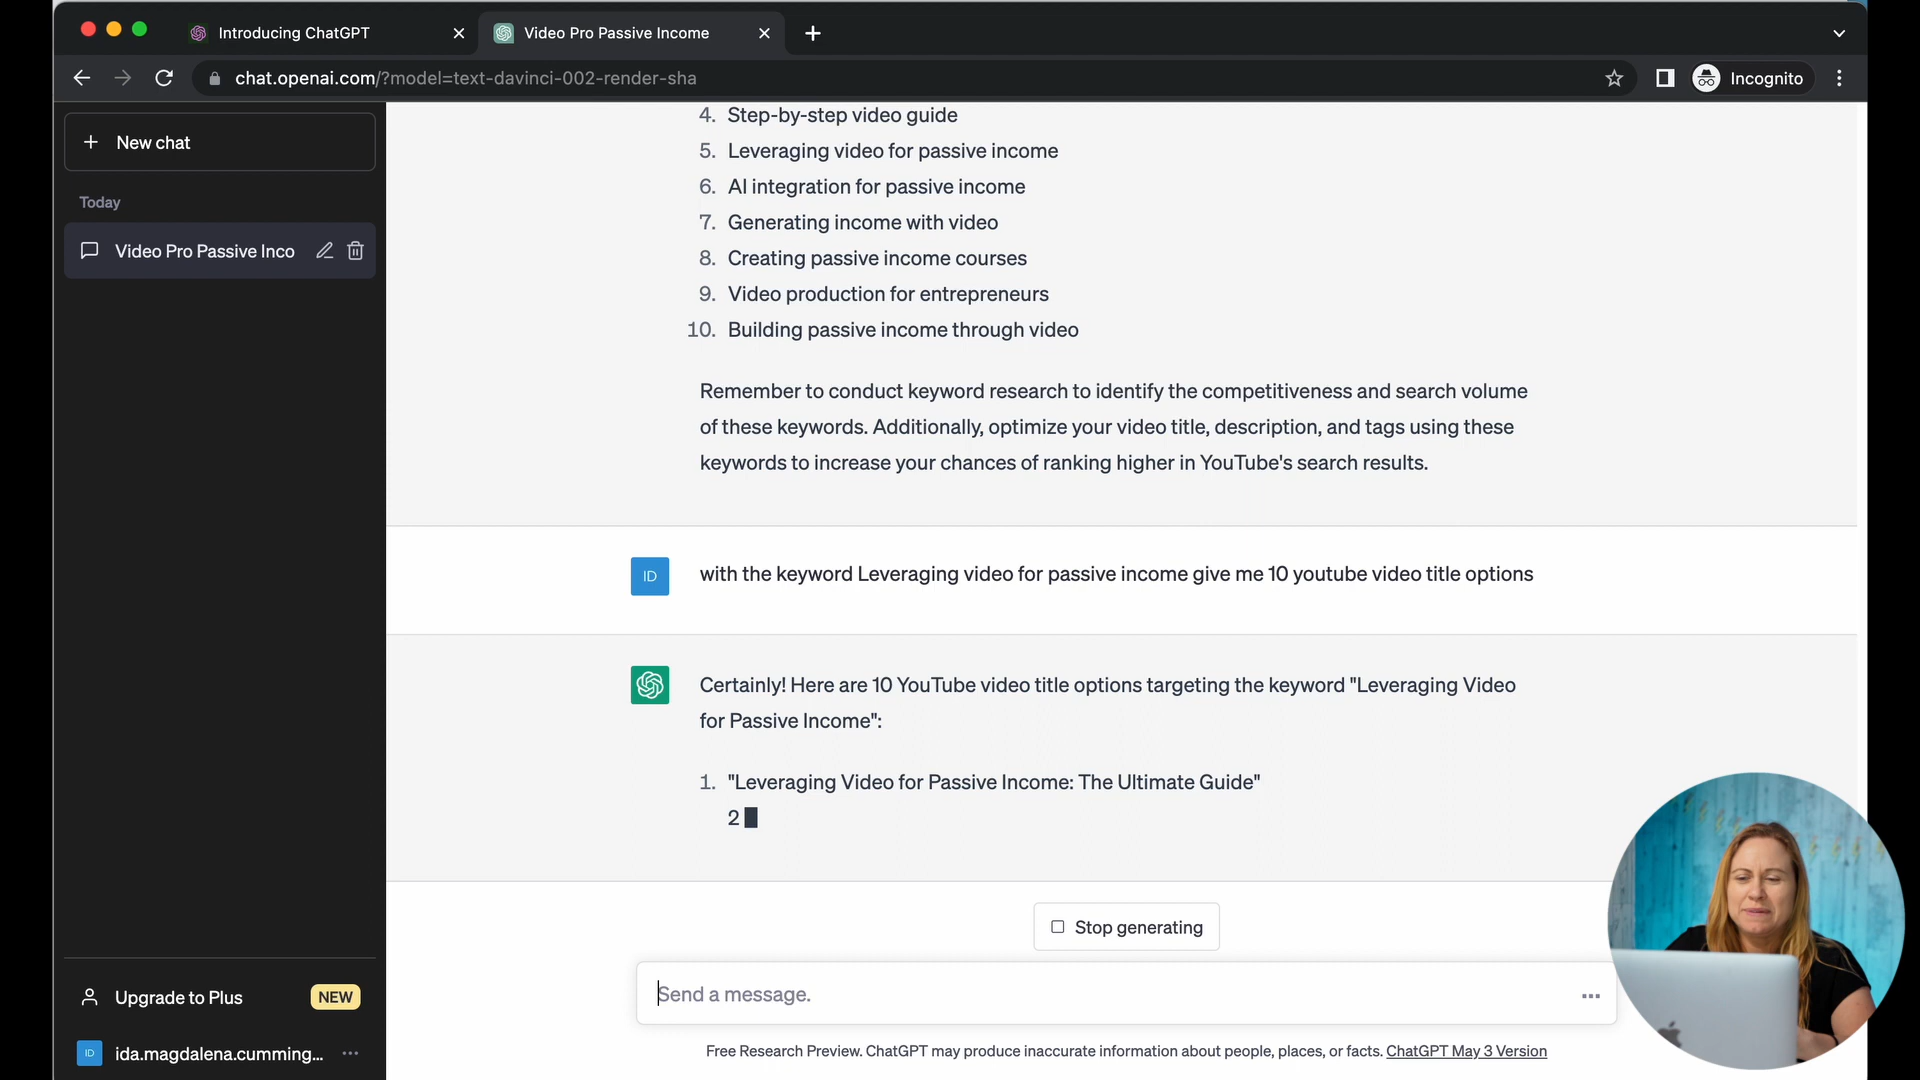 Introducing ChatGPT
Video Pro Passive Income
chat.openai.com/?model=text-davinci-002-render-sha
Incognito
New chat
Today
Video Pro Passive Inco
4. Step-by-step video guide
5. Leveraging video for passive income
6. AI integration for passive income
7. Generating income with video
8. Creating passive income courses
9. Video production for entrepreneurs
10. Building passive income through video
Remember to conduct keyword research to identify the competitiveness and search volume
of these keywords. Additionally, optimize your video title, description, and tags using these
keywords to increase your chances of ranking higher in YouTube's search results.
ID
with the keyword Leveraging video for passive income give me 10 youtube video title options
Certainly! Here are 10 YouTube video title options targeting the keyword "Leveraging Video
for Passive Income":
1. "Leveraging Video for Passive Income: The Ultimate Guide"
2
Stop generating
Send a message.
Upgrade to Plus
NEW
ID
ida.magdalena.cumming...
Free Research Preview. ChatGPT may produce inaccurate information about people, places, or facts. ChatGPT May 3 Version